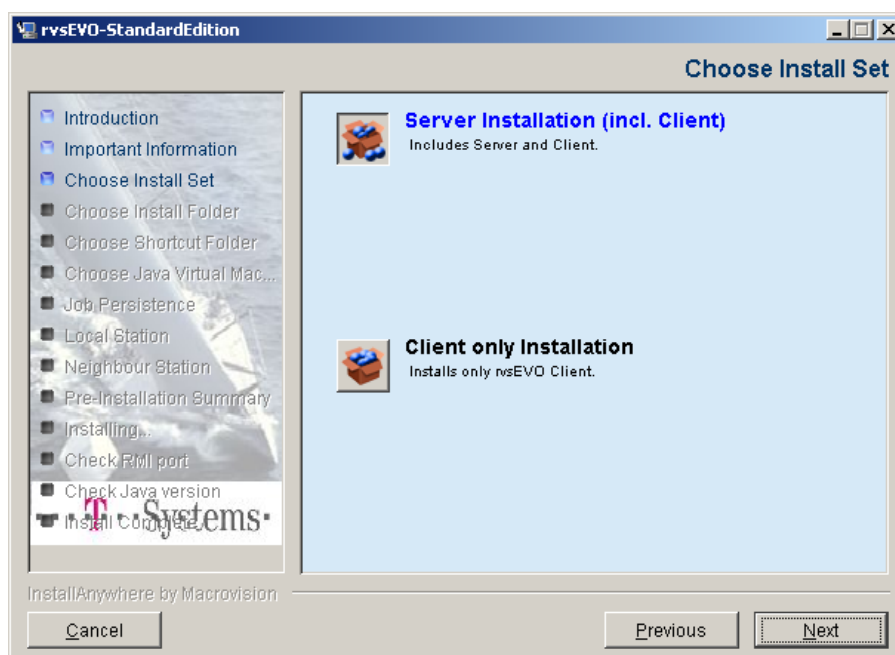 rvsEVO-StandardEdition
Choose Install Set
Introduction
Important Information
Choose Install Set
Choose Install Folder
Choose Shortcut Folder
Choose Java Virtual Mac...
Job Persistence
Local Station
Neighbour Station
Pre-Installation Summary
Installing...
Check RMI port
Check Java version
Install Complete
T Systems
Server Installation (incl. Client)
Includes Server and Client.
Client only Installation
Installs only rvsEVO Client.
InstallAnywhere by Macrovision
Cancel
Previous
Next